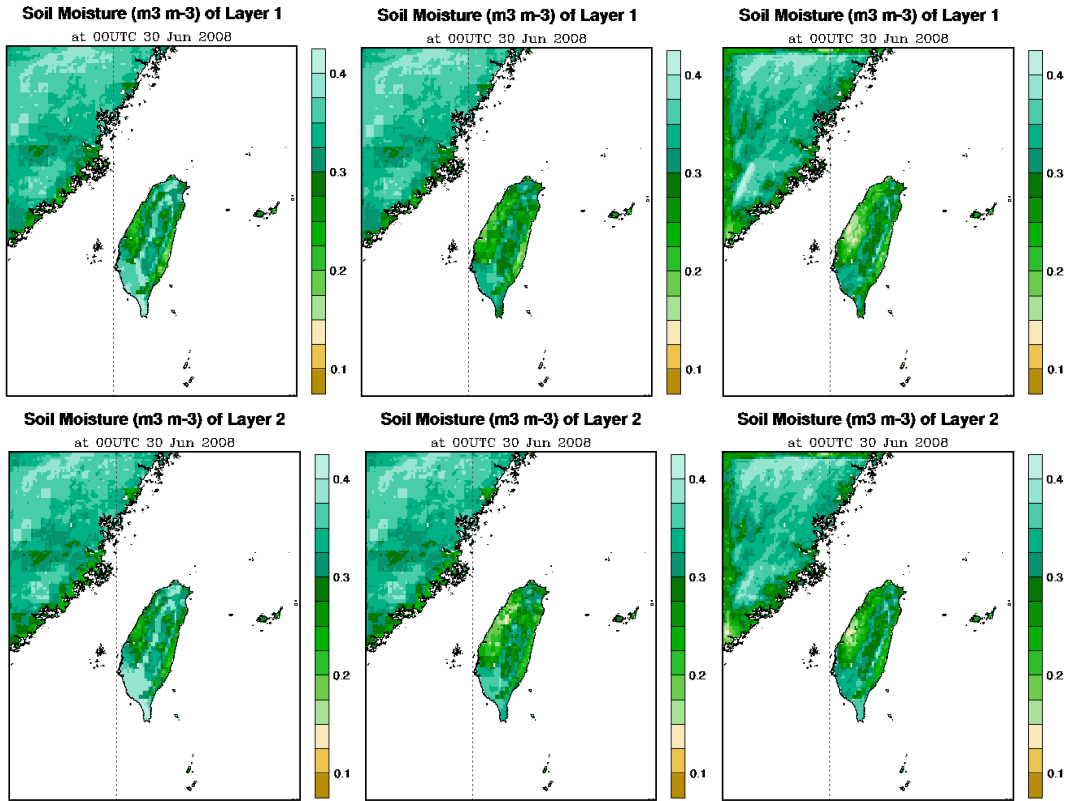 Soil Moisture (m3 m-3) of Layer 1
at 00UTC 30 Jun 2008
0.4
0.3
0.2
0.1
Soil Moisture (m3 m-3) of Layer 1
at 00UTC 30 Jun 2008
0.4
0.3
0.2
0.1
Soil Moisture (m3 m-3) of Layer 1
at 00UTC 30 Jun 2008
0.4
0.3
0.2
0.1
Soil Moisture (m3 m-3) of Layer 2
at 00UTC 30 Jun 2008
0.4
0.3
0.2
0.1
Soil Moisture (m3 m-3) of Layer 2
at 00UTC 30 Jun 2008
0.4
0.3
0.2
0.1
Soil Moisture (m3 m-3) of Layer 2
at 00UTC 30 Jun 2008
0.4
0.3
0.2
0.1